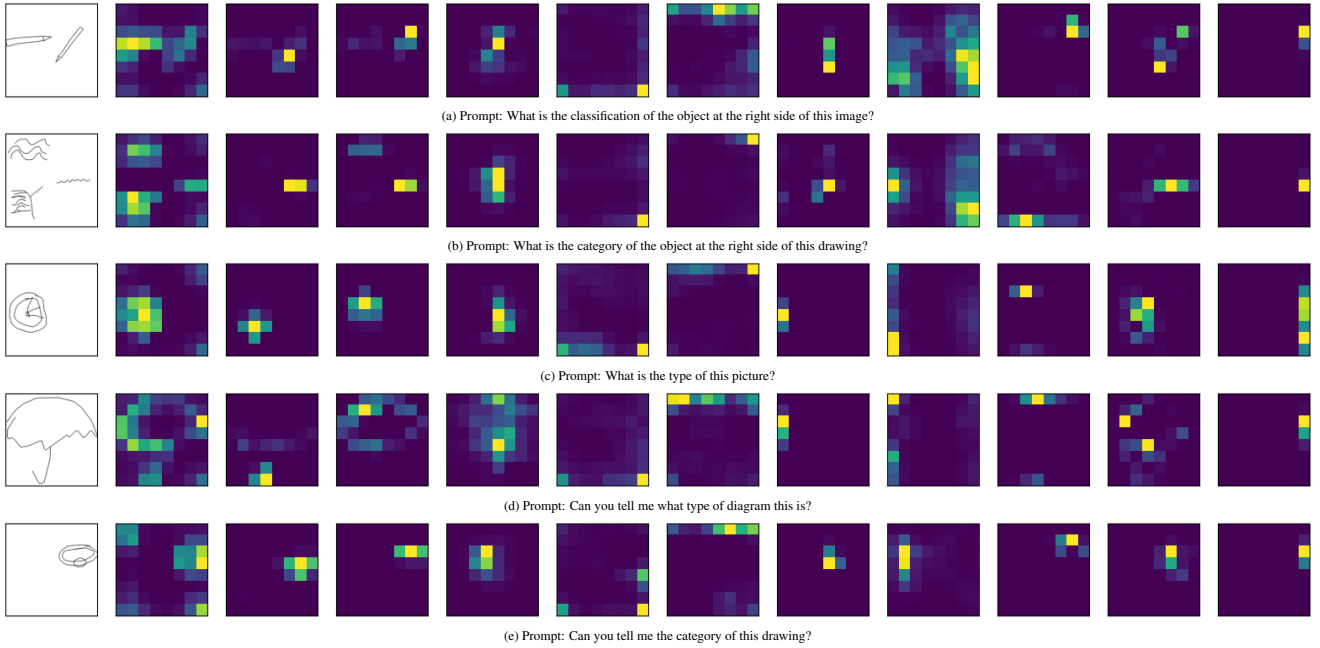 (a) Prompt: What is the classification of the object at the right side of this image?
(b) Prompt: What is the category of the object at the right side of this drawing?
(c) Prompt: What is the type of this picture?
(d) Prompt: Can you tell me what type of diagram this is?
(e) Prompt: Can you tell me the category of this drawing?